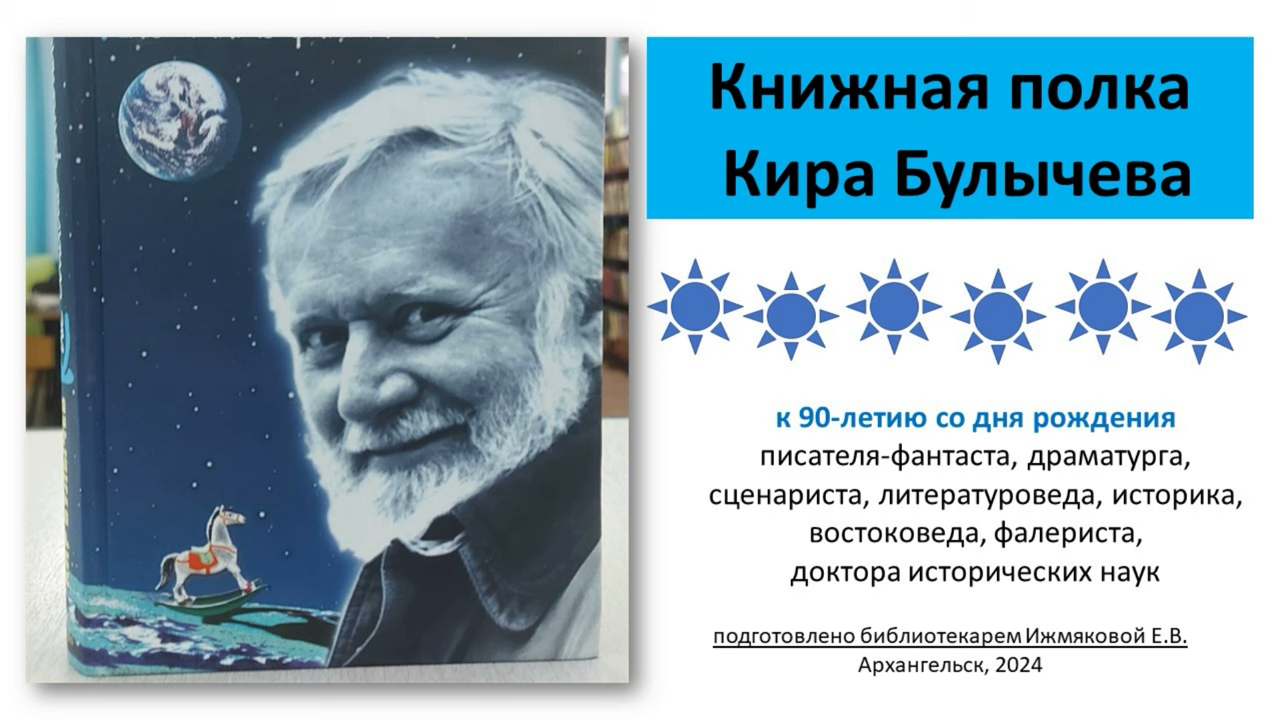 Книжная полка
Кира Булычева
к 90-летию со дня рождения
писателя-фантаста, драматурга,
сценариста, литературоведа, историка,
востоковеда, фалериста,
доктора исторических наук
подготовлено библиотекарем Ижмяковой Е.В.
Архангельск, 2024